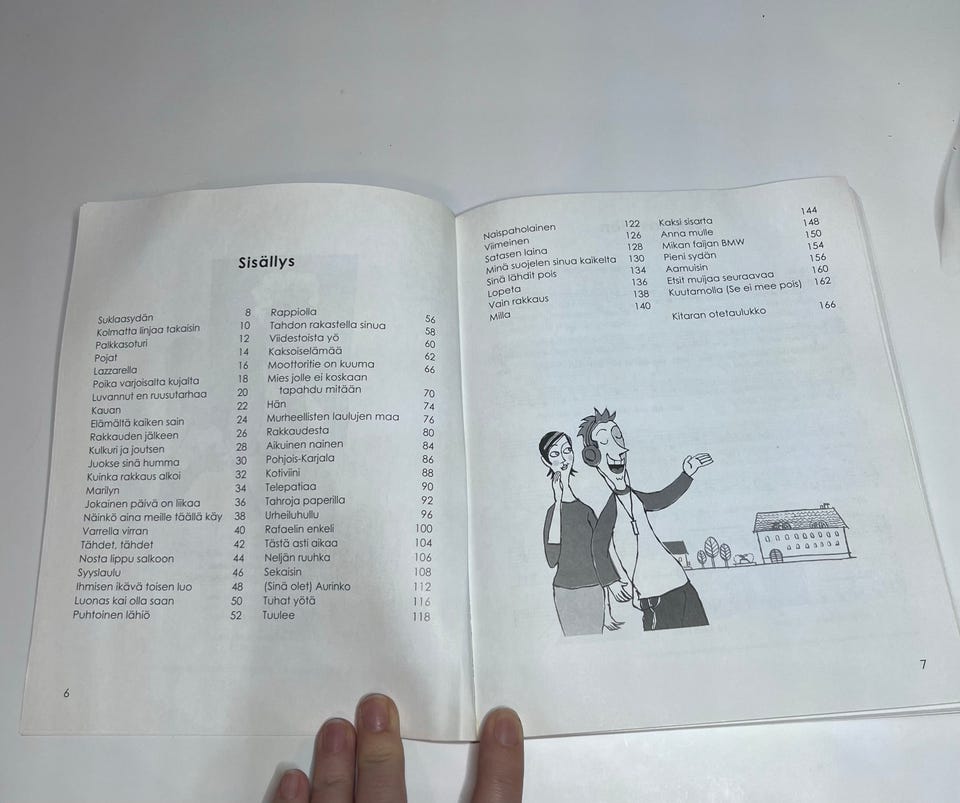 Sisällys
Suklaasydän 8
Kolmatta linjaa takaisin 10
Palkkasoturi 12
Pojat 14
Lazzarella 16
Poika varjoisalta kujalta 18
Luvannut en ruusutarhaa 20
Kauan 22
Elämältä kaiken sain 24
Rakkauden jälkeen 26
Kulkuri ja joutsen 28
Juokse sinä humma 30
Kuinka rakkaus alkoi 32
Marilyn 34
Jokainen päivä on liikaa 36
Näinkö aina meille täällä käy 38
Varrella virran 40
Tähdet, tähdet 42
Nosta lippu salkoon 44
Syyslaulu 46
Ihmisen ikävä toisen luo 48
Luonas kai olla saan 50
Puhtoinen lähiö 52
Rappiolla 56
Tahdon rakastella sinua 58
Viidestoista yö 60
Kaksoiselämää 62
Moottoritie on kuuma 66
Mies jolle ei koskaan
tapahdu mitään 70
Hän 74
Murheellisten laulujen maa 76
Rakkaudesta 80
Aikuinen nainen 84
Pohjois-Karjala 86
Kotiviini 88
Telepatiaa 90
Tahroja paperilla 92
Urheiluhullu 96
Rafaelin enkeli 100
Tästä asti aikaa 104
Neljän ruuhka 106
Sekaisin 108
(Sinä olet) Aurinko 112
Tuhat yötä 116
Tuulee 118
6
Naispaholainen 122
Viimeinen 126
Satasen laina 128
Minä suojelen sinua kaikelta 130
Sinä lähdit pois 134
Lopeta 136
Vain rakkaus 138
Milla 140
Kaksi sisarta 144
Anna mulle 148
Mikan faijan BMW 150
Pieni sydän 154
Aamuisin 156
Etsit muijaa seuraavaa 160
Kuutamolla (Se ei mee pois) 162
Kitaran otetaulukko 166
7